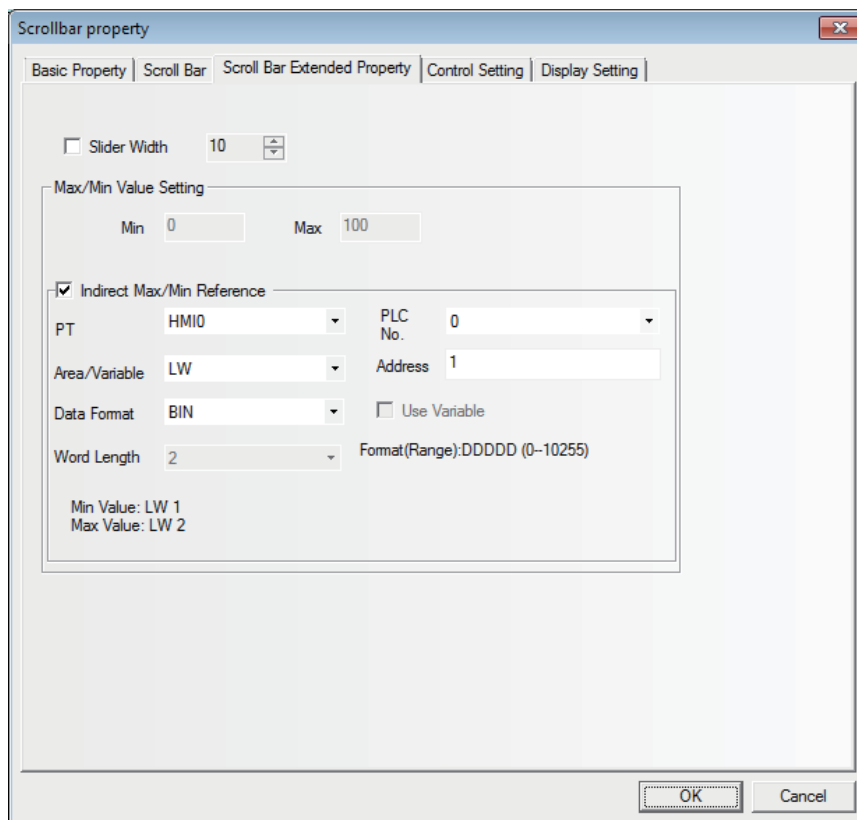 Scrollbar property
Basic Property Scroll Bar Scroll Bar Extended Property Control Setting Display Setting
Slider Width 10
Max/Min Value Setting
Min 0 Max 100
Indirect Max/Min Reference
PT HMI0 PLC No. 0
Area/Variable LW Address 1
Data Format BIN Use Variable
Word Length 2 Format(Range):DDDDD (0--10255)
Min Value: LW 1
Max Value: LW 2
OK Cancel